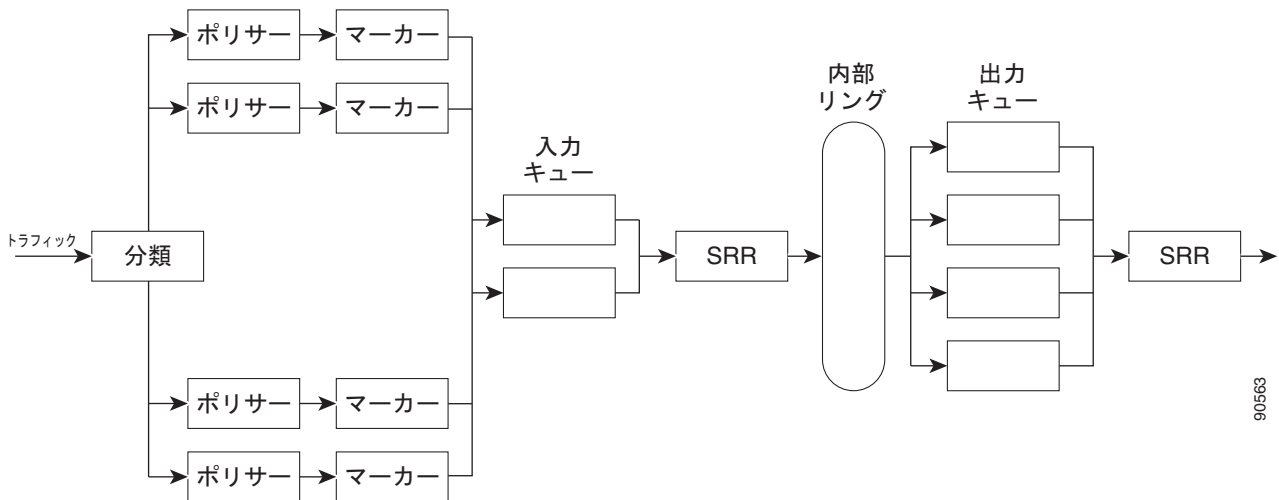 ポリサー
マーカー
ポリサー
マーカー
内部
リング
出力
キュー
入力
キュー
トラフィック
分類
SRR
SRR
ポリサー
マーカー
ポリサー
マーカー
90563